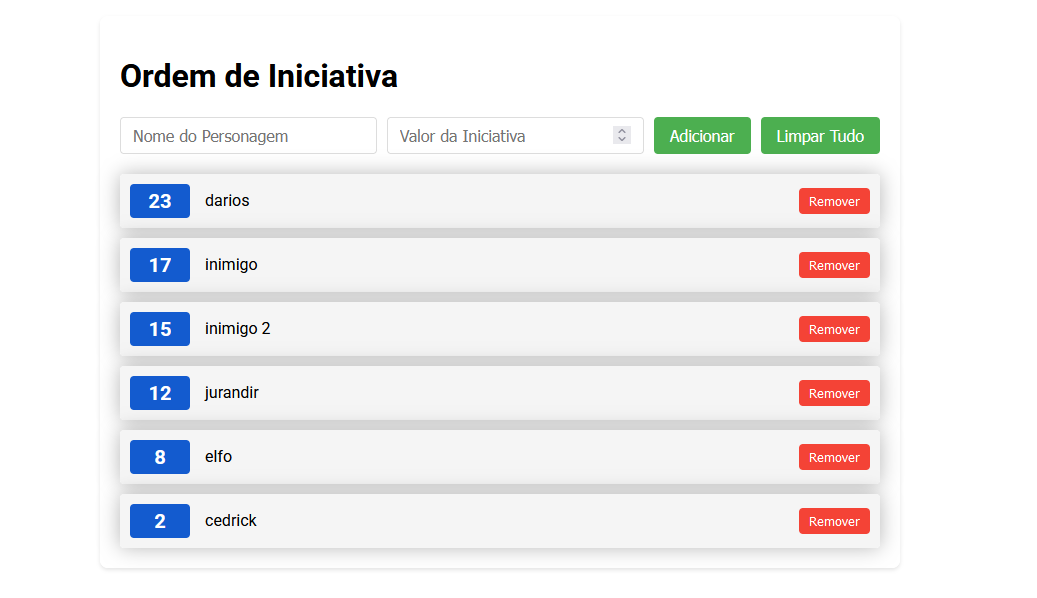 Ordem de Iniciativa
Nome do Personagem Valor da Iniciativa Adicionar Limpar Tudo
23 darios Remover
17 inimigo Remover
15 inimigo 2 Remover
12 jurandir Remover
8 elfo Remover
2 cedrick Remover